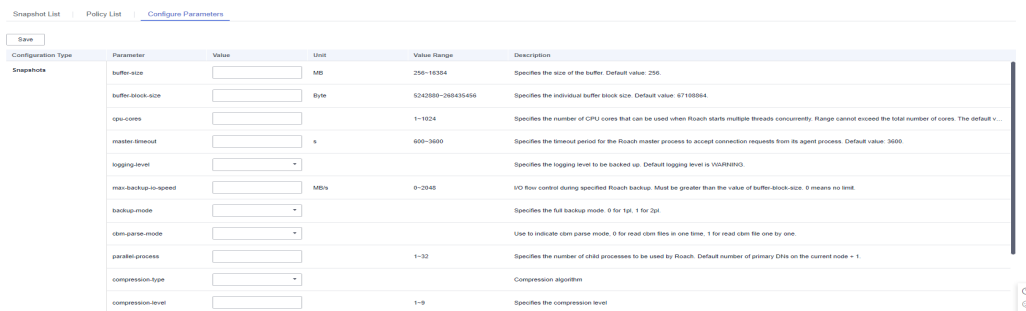 Snapshot List Policy List Configure Parameters
Save
Configuration Type Parameter Value Unit Value Range Description
Snapshots buffer-size MB 256~16384 Specifies the size of the buffer. Default value: 256.
buffer-block-size Byte 5242880~268435456 Specifies the individual buffer block size. Default value: 67108864.
cpu-cores 1~1024 Specifies the number of CPU cores that can be used when Roach starts multiple threads concurrently. Range cannot exceed the total number of cores. The default v...
master-timeout s 600~3600 Specifies the timeout period for the Roach master process to accept connection requests from its agent process. Default value: 3600.
logging-level Specifies the logging level to be backed up. Default logging level is WARNING.
max-backup-io-speed MB/s 0~2048 I/O flow control during specified Roach backup. Must be greater than the value of buffer-block-size. 0 means no limit.
backup-mode Specifies the full backup mode. 0 for 1pl, 1 for 2pl.
cbm-parse-mode Use to indicate cbm parse mode, 0 for read cbm files in one time, 1 for read cbm file one by one.
parallel-process 1~32 Specifies the number of child processes to be used by Roach. Default number of primary DNs on the current node + 1.
compression-type Compression algorithm
compression-level 1~9 Specifies the compression level